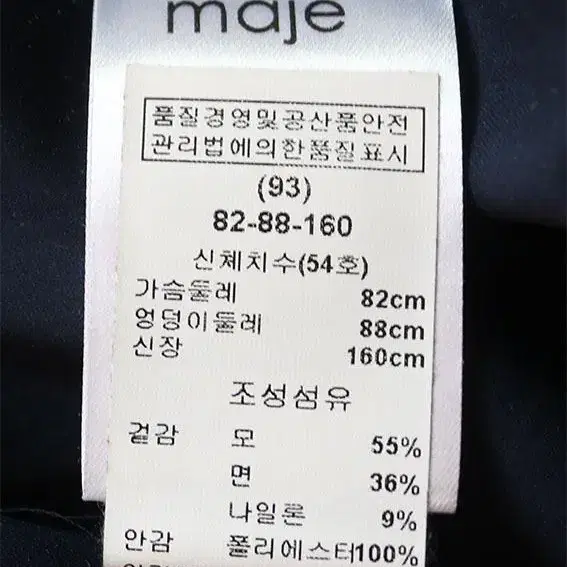 maje
품질경영및공산품안전
관리법에의한품질표시
(93)
82-88-160
신체치수(54호)
가슴둘레 82cm
엉덩이둘레 88cm
신장 160cm
조성섬유
겉감 모 55%
면 36%
나일론 9%
안감 폴리에스터100%